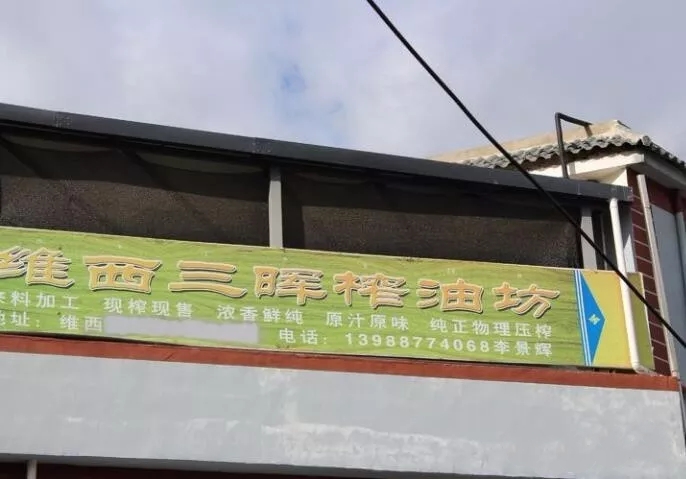 维西三晖榨油坊
来料加工 现榨现售 浓香鲜纯 原汁原味 纯正物理压榨
地址：维西 电话：13988774068李景辉